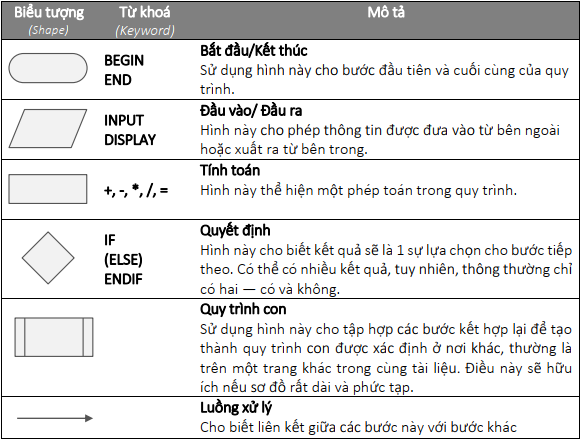 Biểu tượng Từ khoá Mô tả
(Shape) (Keyword)
Bắt đầu/Kết thúc
BEGIN
END
Sử dụng hình này cho bước đầu tiên và cuối cùng của quy
trình.
Đầu vào/ Đầu ra
INPUT
DISPLAY
Hình này cho phép thông tin được đưa vào từ bên ngoài
hoặc xuất ra từ bên trong.
Tính toán
+, -, *, /, =
Hình này thể hiện một phép toán trong quy trình.
Quyết định
IF
(ELSE)
ENDIF
Hình này cho biết kết quả sẽ là 1 sự lựa chọn cho bước tiếp
theo. Có thể có nhiều kết quả, tuy nhiên, thông thường chỉ
có hai — có và không.
Quy trình con
Sử dụng hình này cho tập hợp các bước kết hợp lại để tạo
thành quy trình con được xác định ở nơi khác, thường là
trên một trang khác trong cùng tài liệu. Điều này sẽ hữu
ích nếu sơ đồ rất dài và phức tạp.
Luồng xử lý
Cho biết liên kết giữa các bước này với bước khác